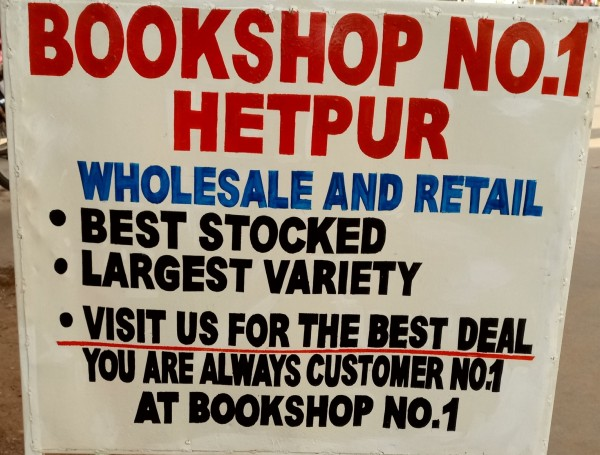 BOOKSHOP NO.1
HETPUR
WHOLESALE AND RETAIL
• BEST STOCKED
• LARGEST VARIETY
• VISIT US FOR THE BEST DEAL
YOU ARE ALWAYS CUSTOMER NO:1
AT BOOKSHOP NO.1